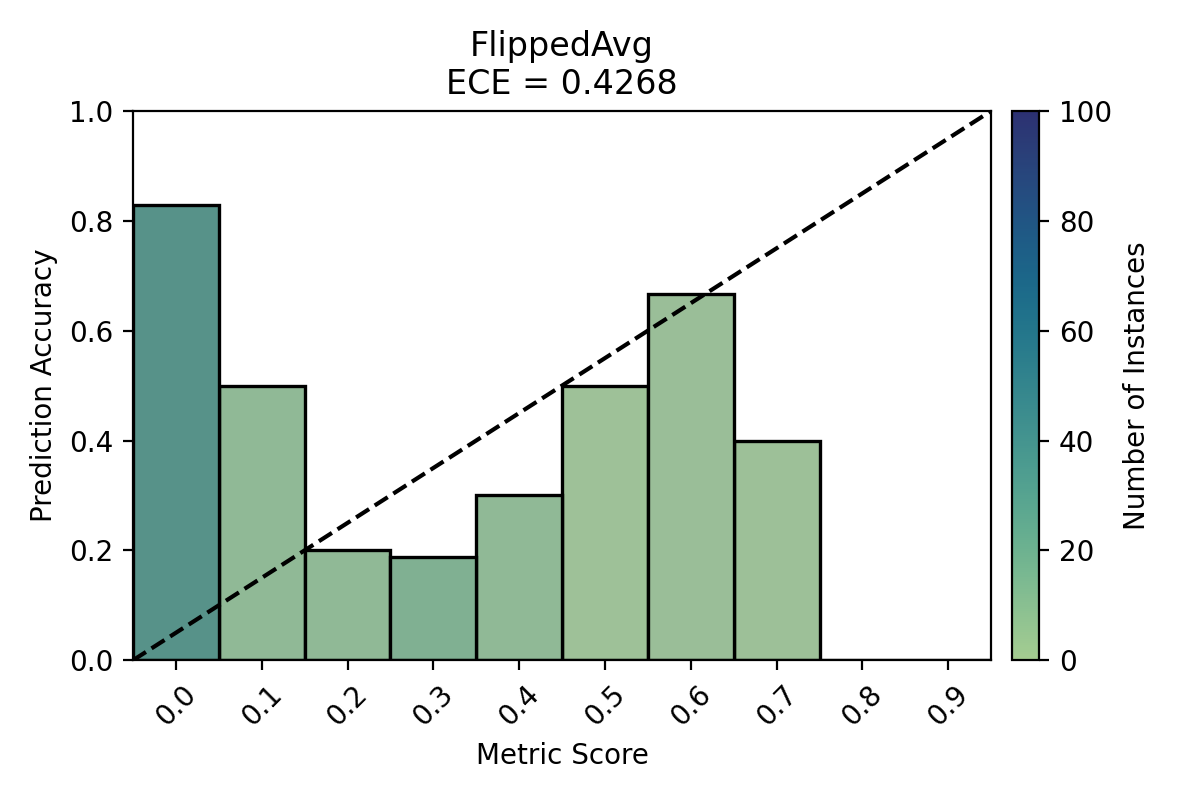 FlippedAvg
ECE = 0.4268
Prediction Accuracy
1.0
0.8
0.6
0.4
0.2
0.0
0.0 0.1 0.2 0.3 0.4 0.5 0.6 0.7 0.8 0.9
Metric Score
100
80
60
40
20
0
Number of Instances